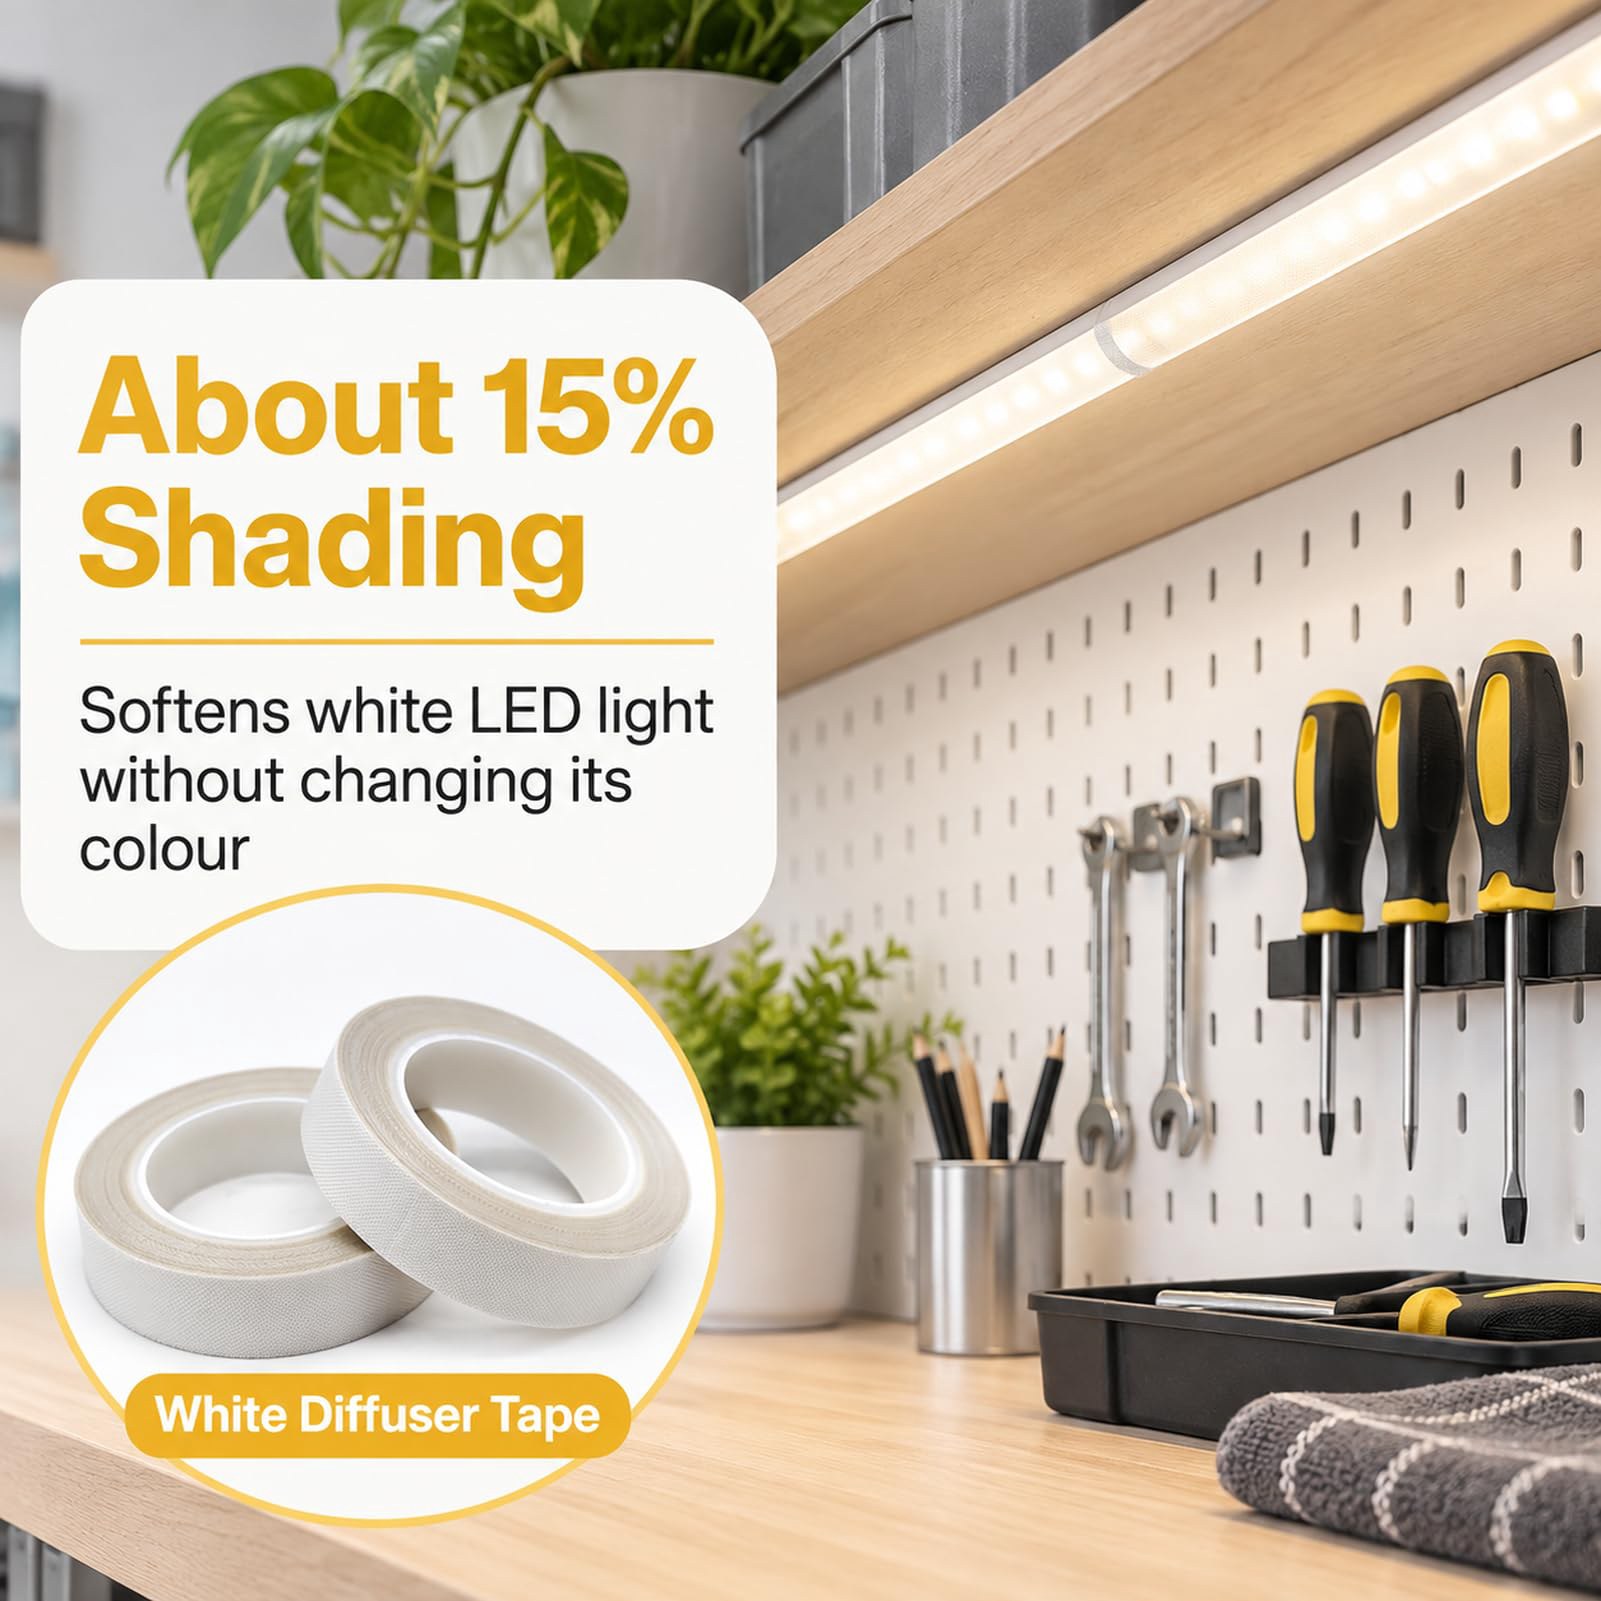 About 15%
Shading
Softens white LED light
without changing its
colour
White Diffuser Tape